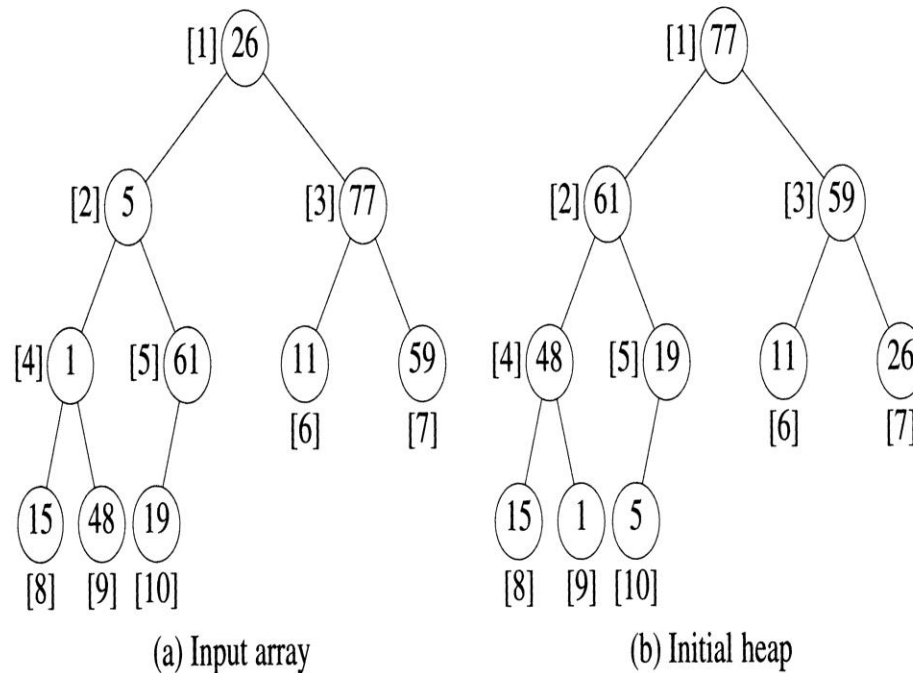 [1] 26
[2] 5 [3] 77
[4] 1 [5] 61 11 59
[6] [7]
15 48 19
[8] [9] [10]
(a) Input array
[1] 77
[2] 61 [3] 59
[4] 48 [5] 19 11 26
[6] [7]
15 1 5
[8] [9] [10]
(b) Initial heap